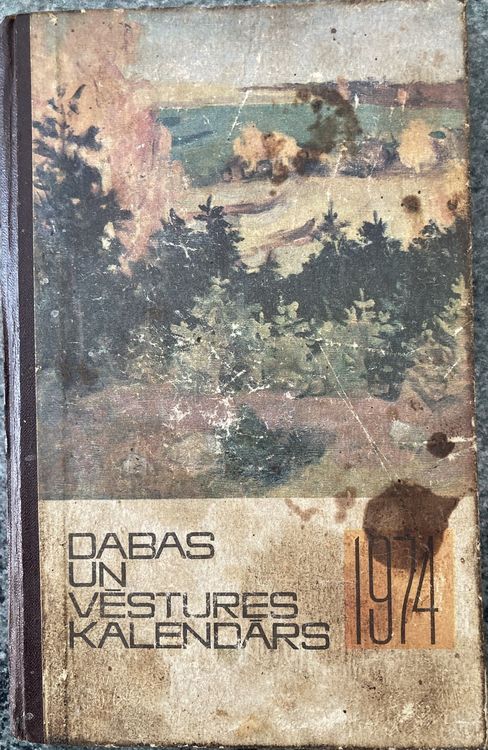 DABAS
UN
VĒSTURES
KALENDĀRS
1974